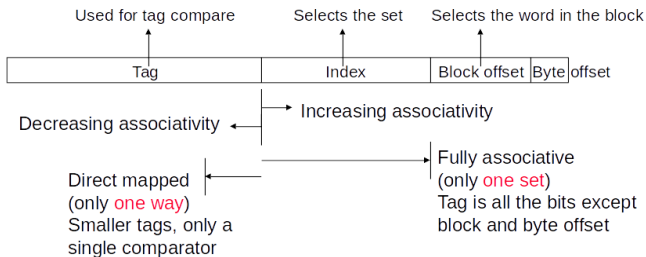 Used for tag compare
Selects the set
Selects the word in the block
Tag
Index
Block offset
Byte offset
Increasing associativity
Decreasing associativity
Fully associative
(only one set)
Tag is all the bits except
block and byte offset
Direct mapped
(only one way)
Smaller tags, only a
single comparator